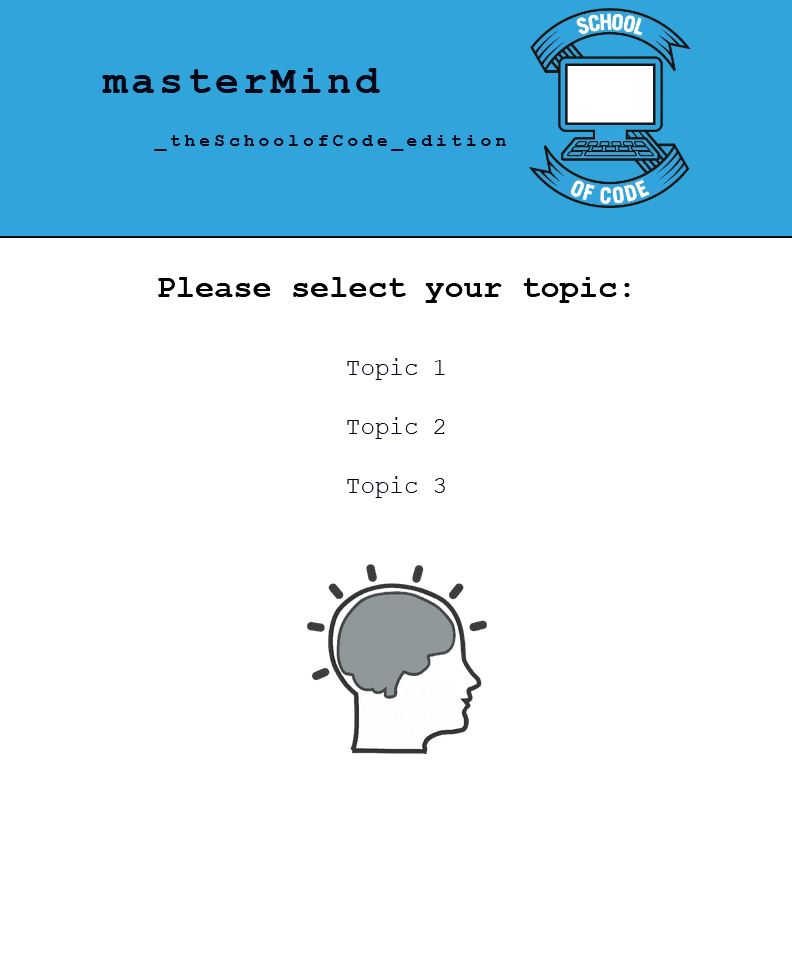 SCHOOL
masterMind
_theSchoolofCode_edition
OF CODE
Please select your topic:
Topic 1
Topic 2
Topic 3